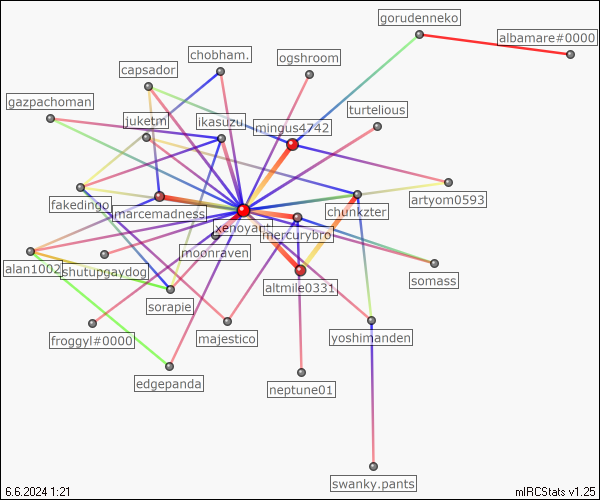 gorudenneko
albamare#0000
chobham.
ogshroom
capsador
gazpachoman
turtelious
juketm
ikasuzu
mingus4742
fakedingo
artyom0593
marcemadness
chunkzter
mercurybro
moonraven
alan1002
shutupgaydog
somass
altmile0331
sorapie
froggyl#0000
majestico
yoshimanden
edgepanda
neptune01
swanky.pants
6.6.2024 1:21
mIRCStats v1.25